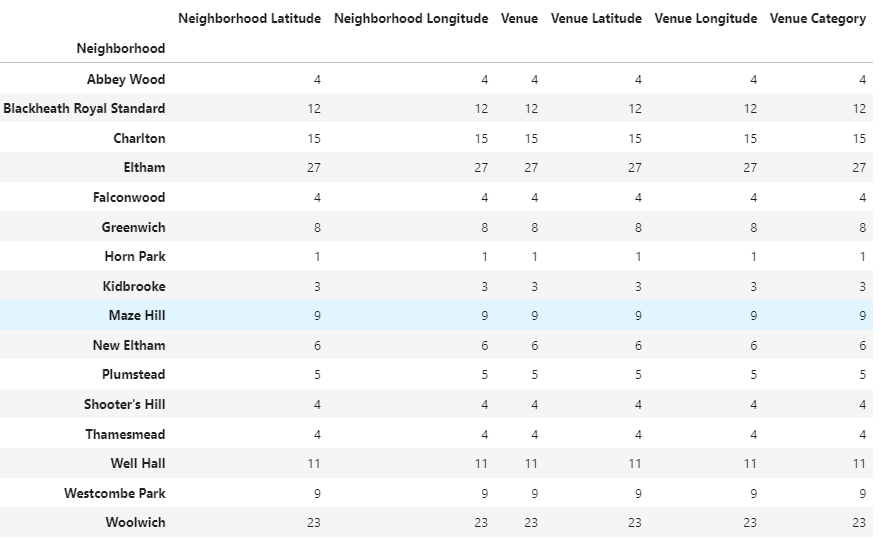 Neighborhood Latitude Neighborhood Longitude Venue Venue Latitude Venue Longitude Venue Category
Neighborhood
Abbey Wood 4 4 4 4 4 4
Blackheath Royal Standard 12 12 12 12 12 12
Charlton 15 15 15 15 15 15
Eltham 27 27 27 27 27 27
Falconwood 4 4 4 4 4 4
Greenwich 8 8 8 8 8 8
Horn Park 1 1 1 1 1 1
Kidbrooke 3 3 3 3 3 3
Maze Hill 9 9 9 9 9 9
New Eltham 6 6 6 6 6 6
Plumstead 5 5 5 5 5 5
Shooter's Hill 4 4 4 4 4 4
Thamesmead 4 4 4 4 4 4
Well Hall 11 11 11 11 11 11
Westcombe Park 9 9 9 9 9 9
Woolwich 23 23 23 23 23 23